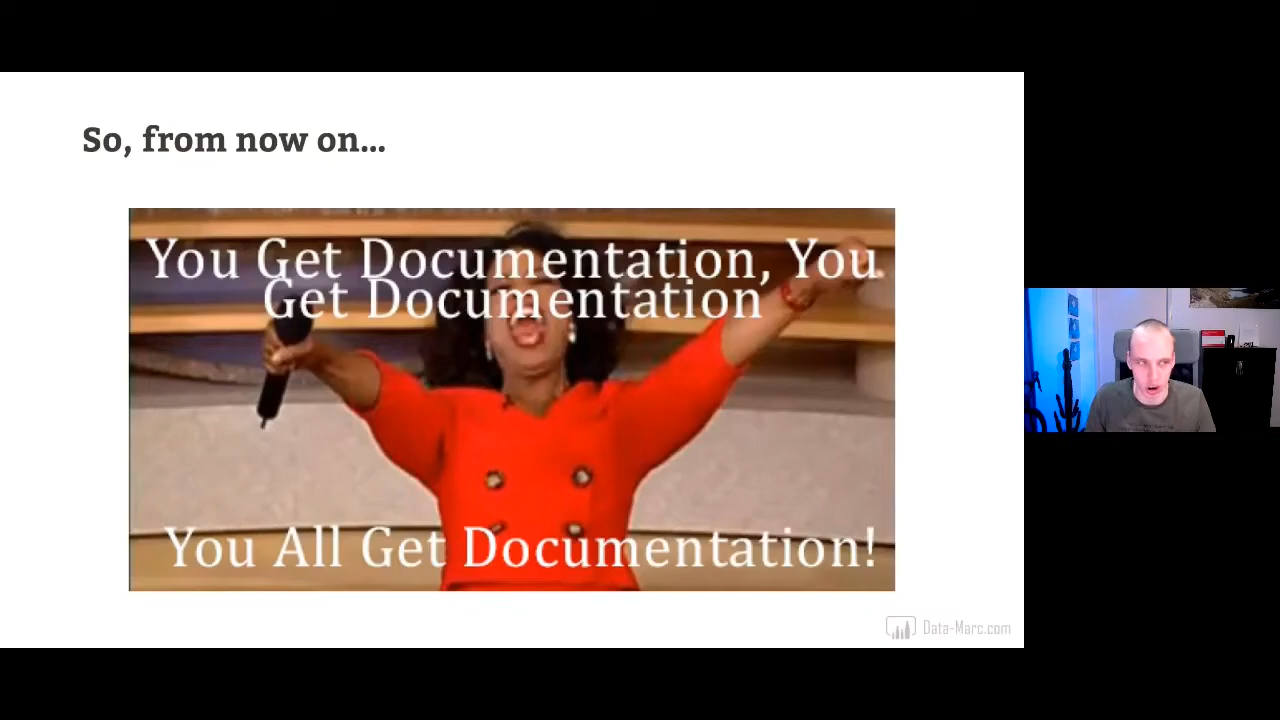 So, from now on...
You Get Documentation, You
Get Documentation
You All Get Documentation!
Data-Marc.com